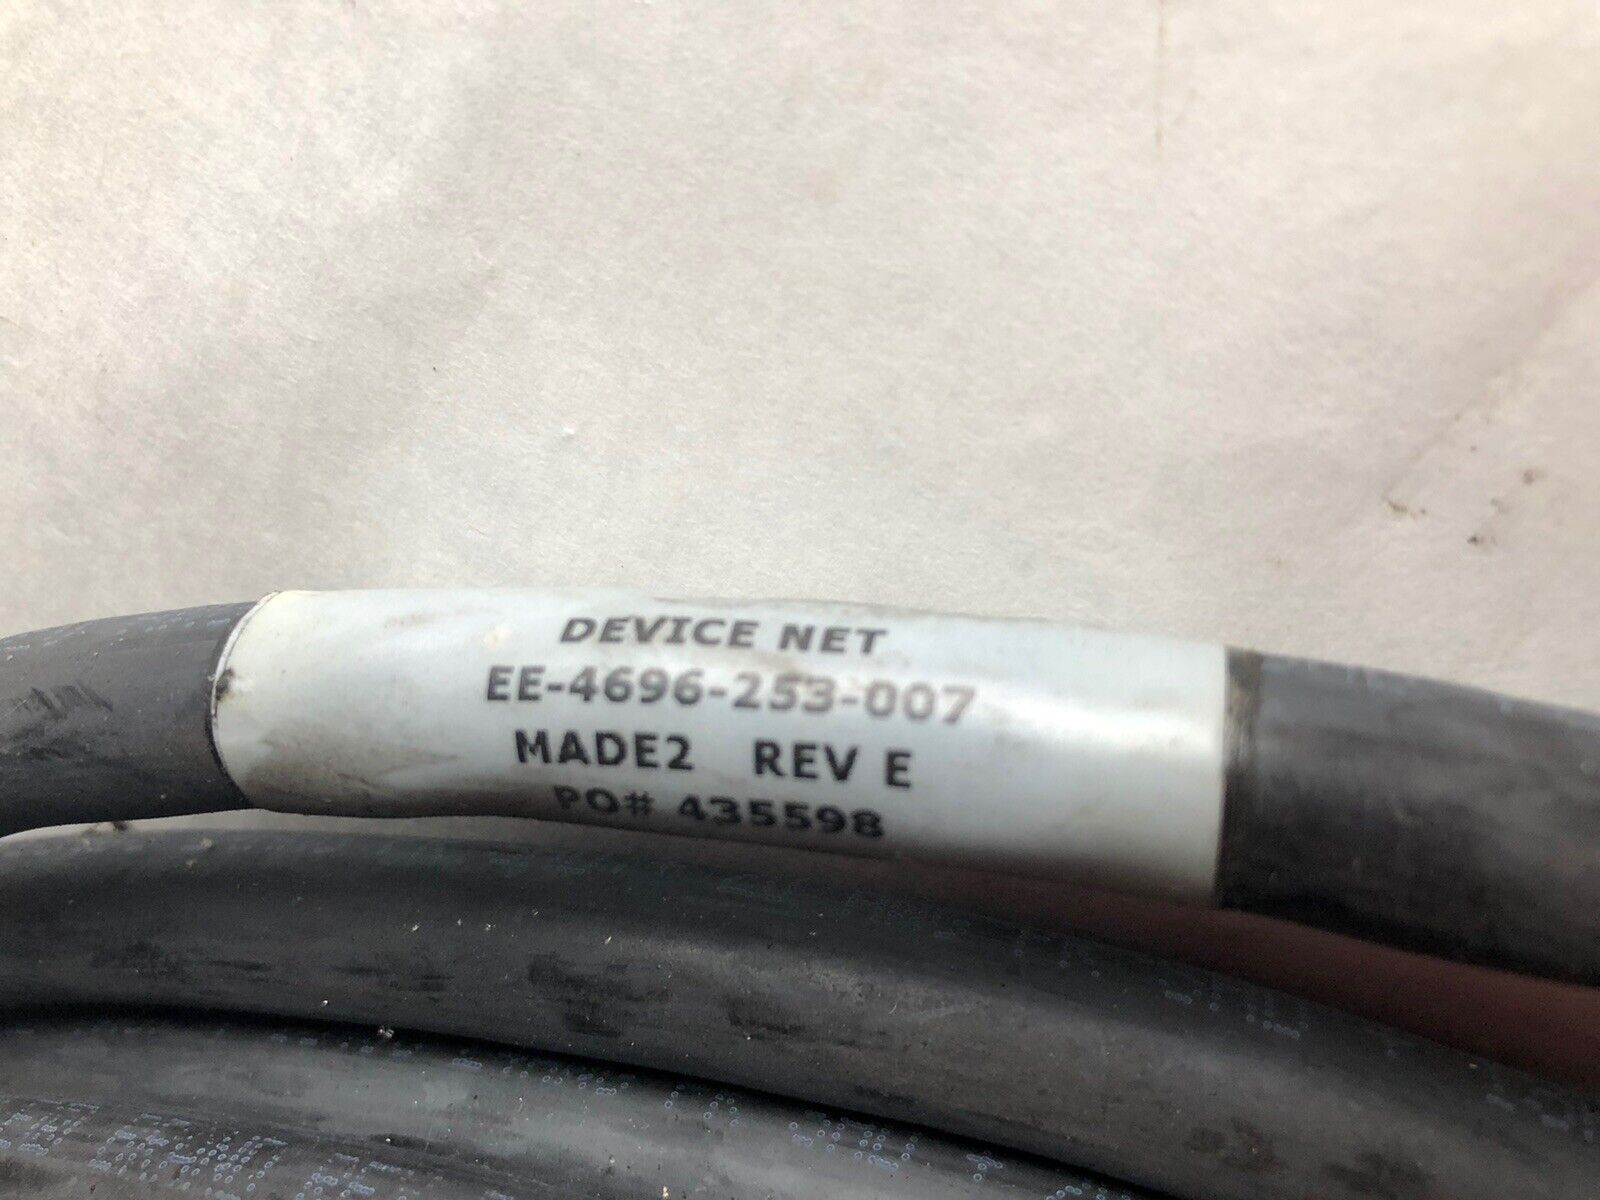 DEVICE NET
EE-4696-253-007
MADE2 REV E
PO# 435598